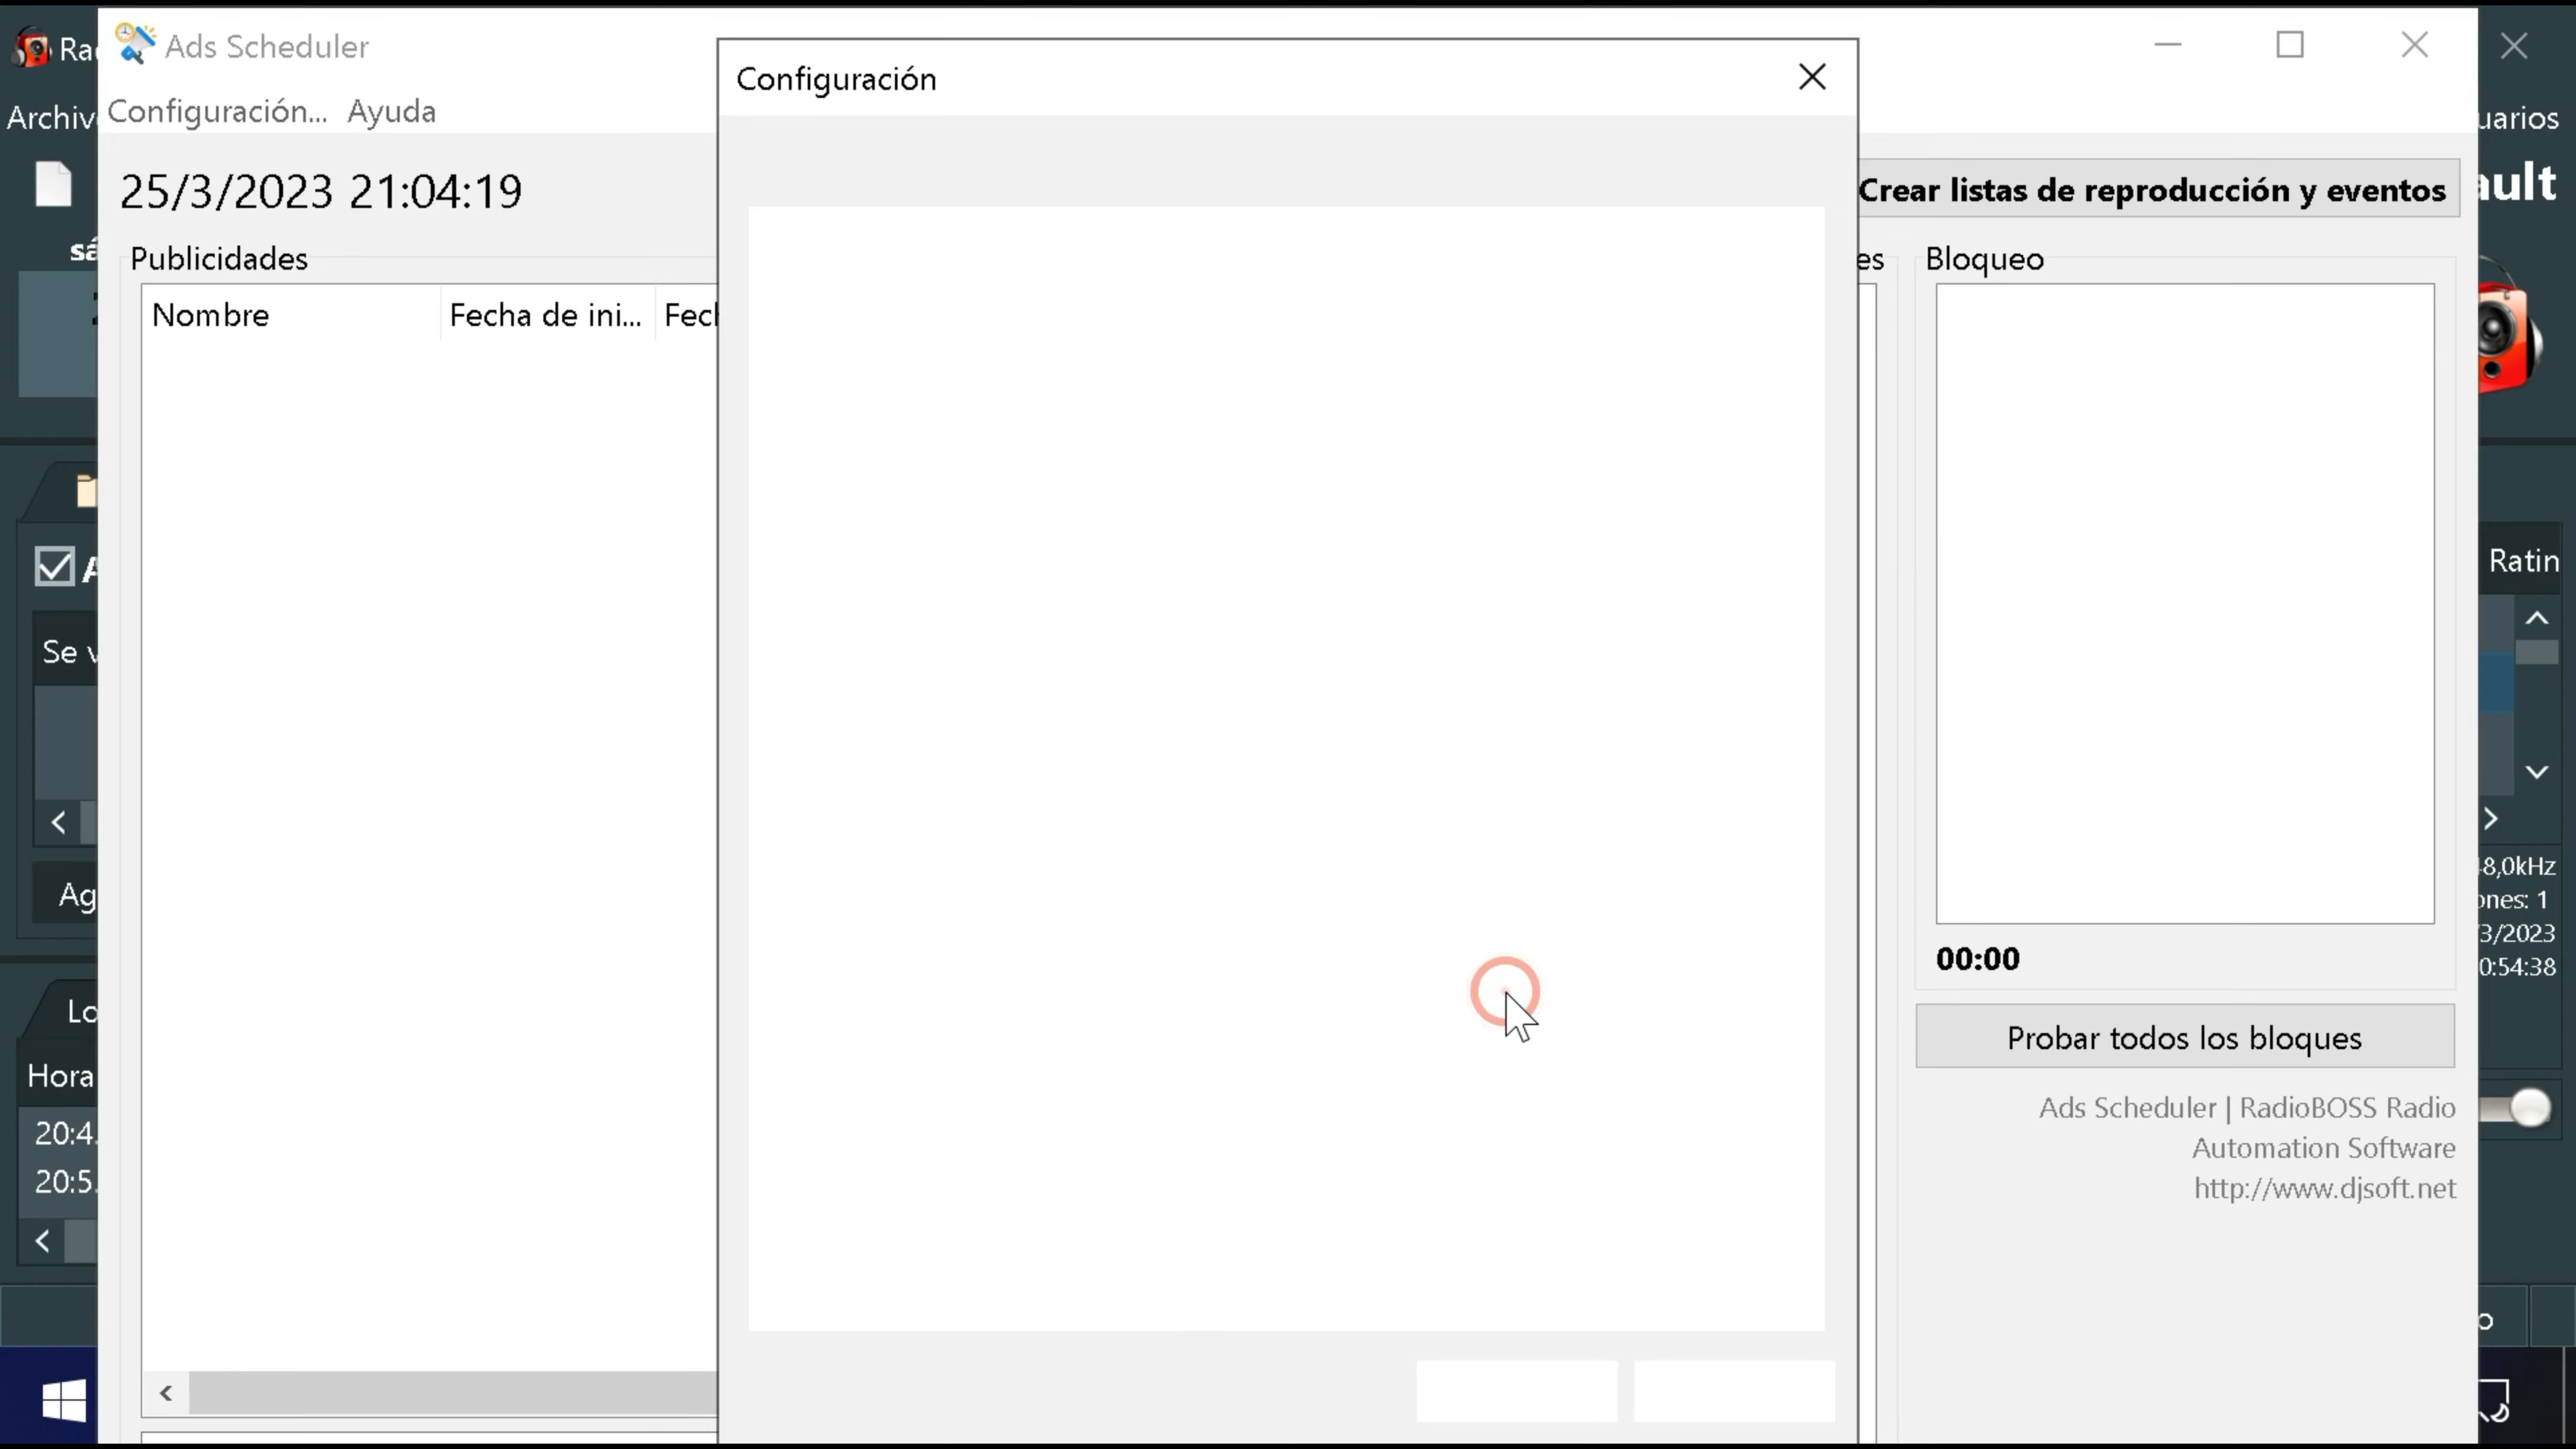 Ads Scheduler
Configuración
Archiv
Configuración... Ayuda
uarios
25/3/2023 21:04:19
Crear listas de reproducción y eventos
ault
sá
Publicidades
es
Bloqueo
Nombre
Fecha de ini...
Fech
Ratin
Se v
8,0kHz
Ag
ones: 1
3/2023
00:00
0:54:38
Lo
Probar todos los bloques
Hora
20:4.
Ads Scheduler | RadioBOSS Radio
Automation Software
20:5.
http://www.djsoft.net